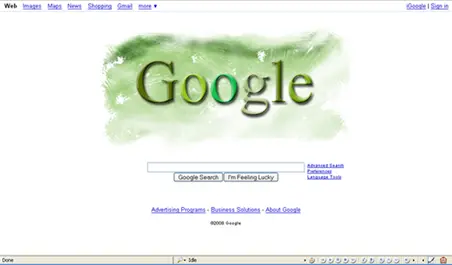 Web Images Maps News Shopping Gmail more ▼ iGoogle | Sign in
Google
Advanced Search
Preferences
Language Tools
Google Search I'm Feeling Lucky
Advertising Programs - Business Solutions - About Google
©2008 Google
Done Idle